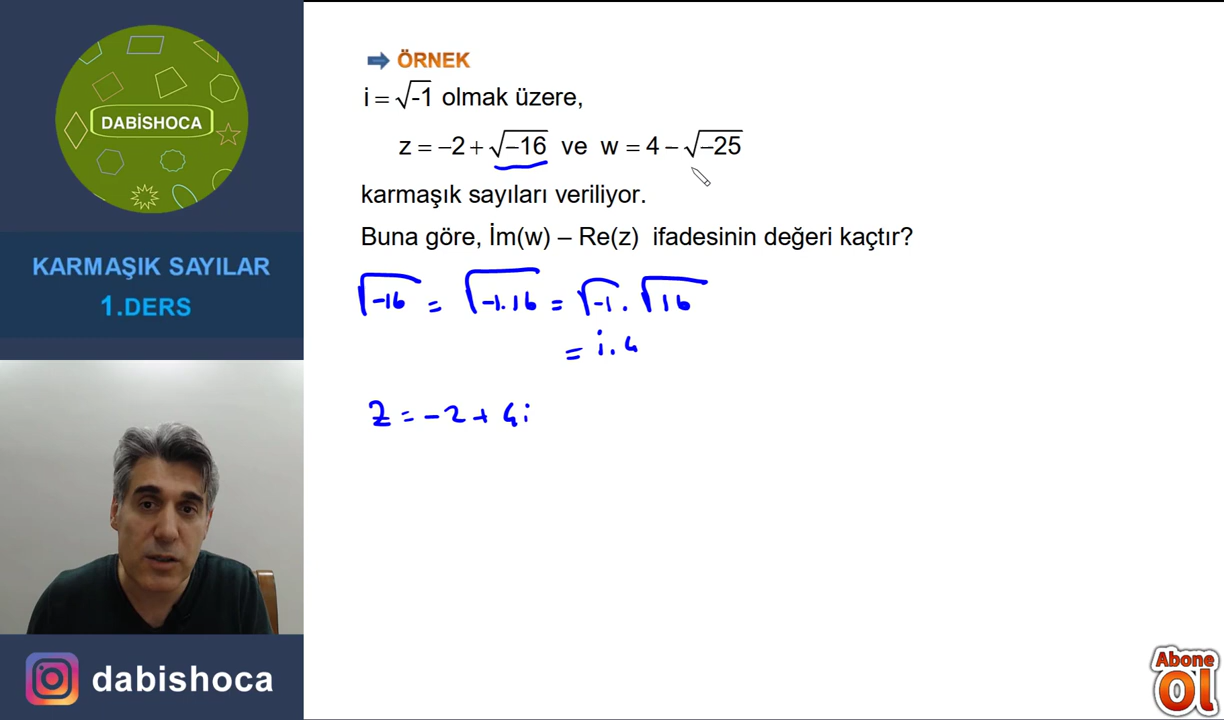 DABİSHOCA
KARMAŞIK SAYILAR
1.DERS
dabishoca
ÖRNEK
i = √-1 olmak üzere,
z = −2 + √−16 ve w = 4 − √−25
karmaşık sayıları veriliyor.
Buna göre, İm(w) – Re(z) ifadesinin değeri kaçtır?
√-16 = √-1.16 = √-1 . √16
= i.4
z = -2 + 4i
Abone
ol